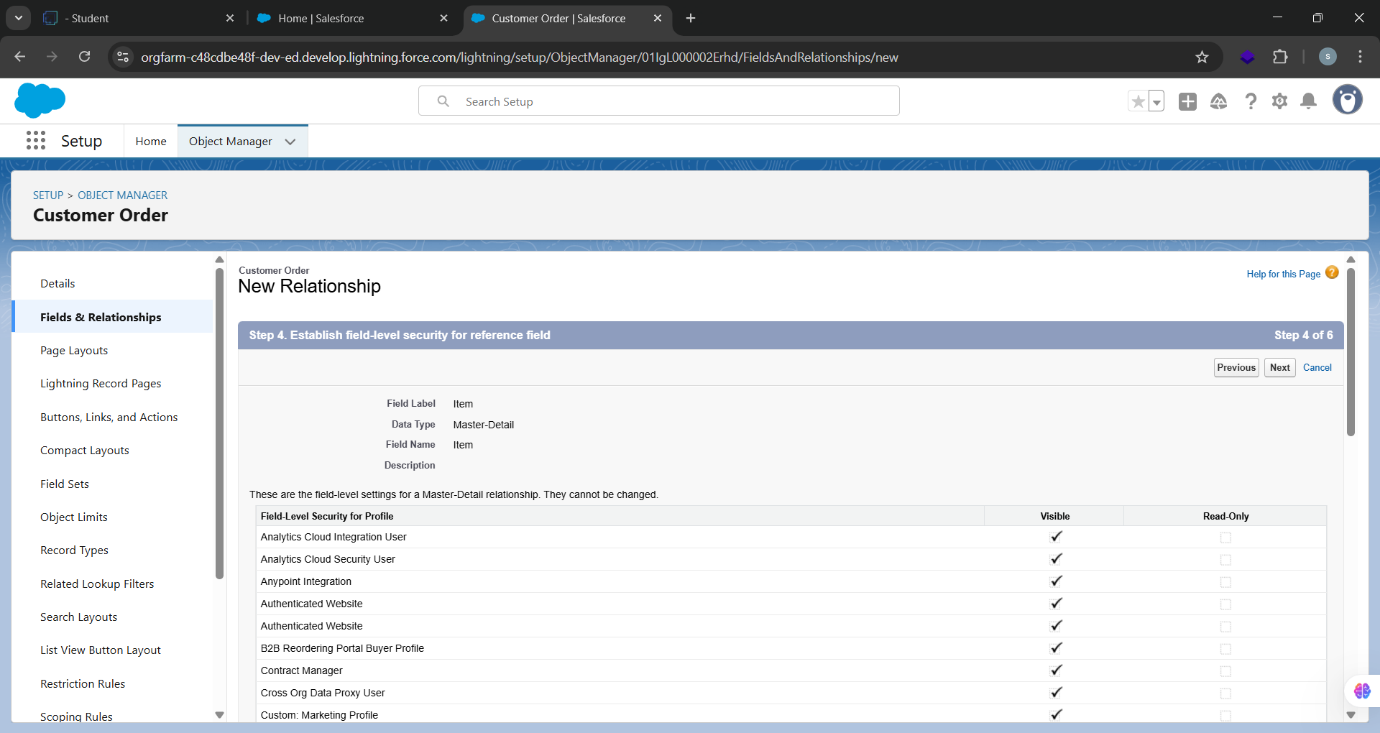 - Student
Home | Salesforce
Customer Order | Salesforce
orgfarm-c48cdbe48f-dev-ed.develop.lightning.force.com/lightning/setup/ObjectManager/01IgL000002Erhd/FieldsAndRelationships/new
S
Search Setup
Setup
Home
Object Manager
SETUP > OBJECT MANAGER
Customer Order
Details
Fields & Relationships
Page Layouts
Lightning Record Pages
Buttons, Links, and Actions
Compact Layouts
Field Sets
Object Limits
Record Types
Related Lookup Filters
Search Layouts
List View Button Layout
Restriction Rules
Scoping Rules
Customer Order
New Relationship
Help for this Page ?
Step 4. Establish field-level security for reference field Step 4 of 6
Previous Next Cancel
Field Label Item
Data Type Master-Detail
Field Name Item
Description
These are the field-level settings for a Master-Detail relationship. They cannot be changed.
Field-Level Security for Profile Visible Read-Only
Analytics Cloud Integration User
Analytics Cloud Security User
Anypoint Integration
Authenticated Website
Authenticated Website
B2B Reordering Portal Buyer Profile
Contract Manager
Cross Org Data Proxy User
Custom: Marketing Profile